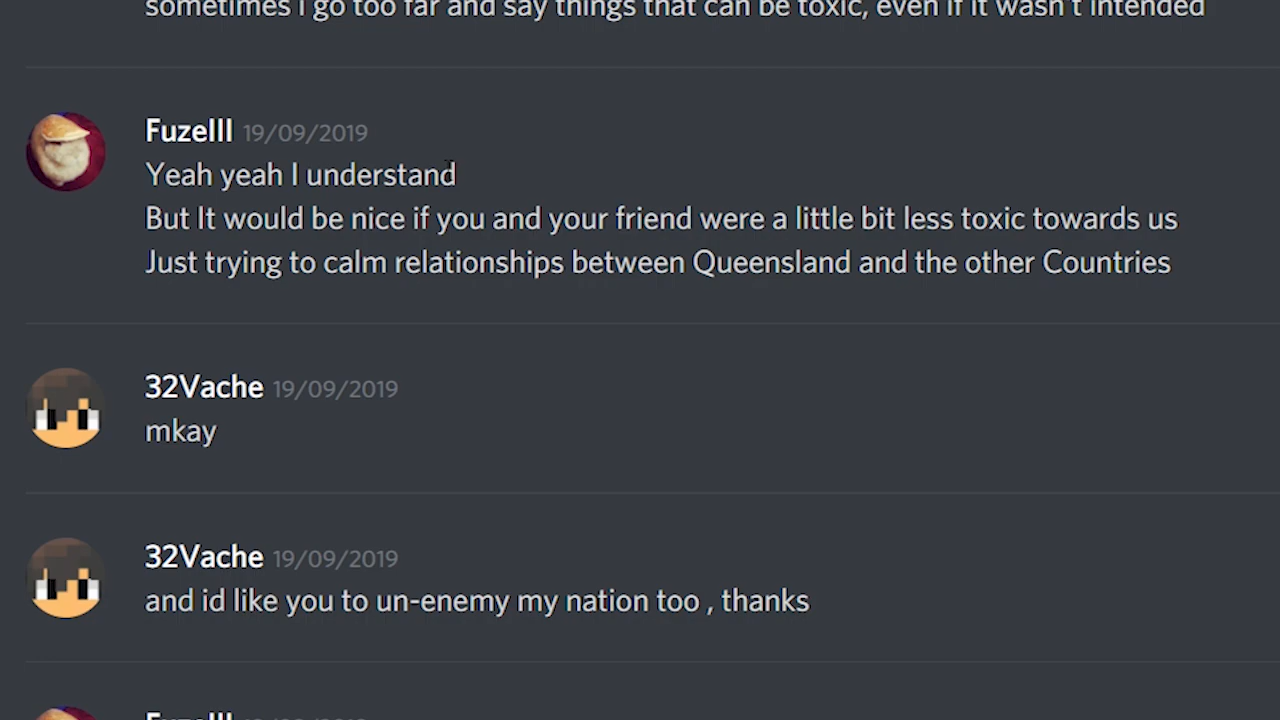 sometimes I go too far and say things that can be toxic, even if it wasn't intended
FuzeIII 19/09/2019
Yeah yeah I understand
But It would be nice if you and your friend were a little bit less toxic towards us
Just trying to calm relationships between Queensland and the other Countries
32Vache 19/09/2019
mkay
32Vache 19/09/2019
and id like you to un-enemy my nation too , thanks
FuzeIII